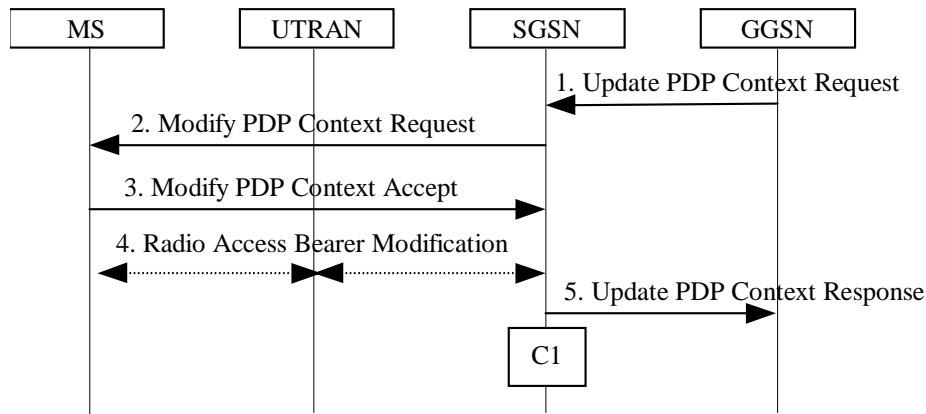 MS UTRAN SGSN GGSN
1. Update PDP Context Request
2. Modify PDP Context Request
3. Modify PDP Context Accept
4. Radio Access Bearer Modification
5. Update PDP Context Response
C1